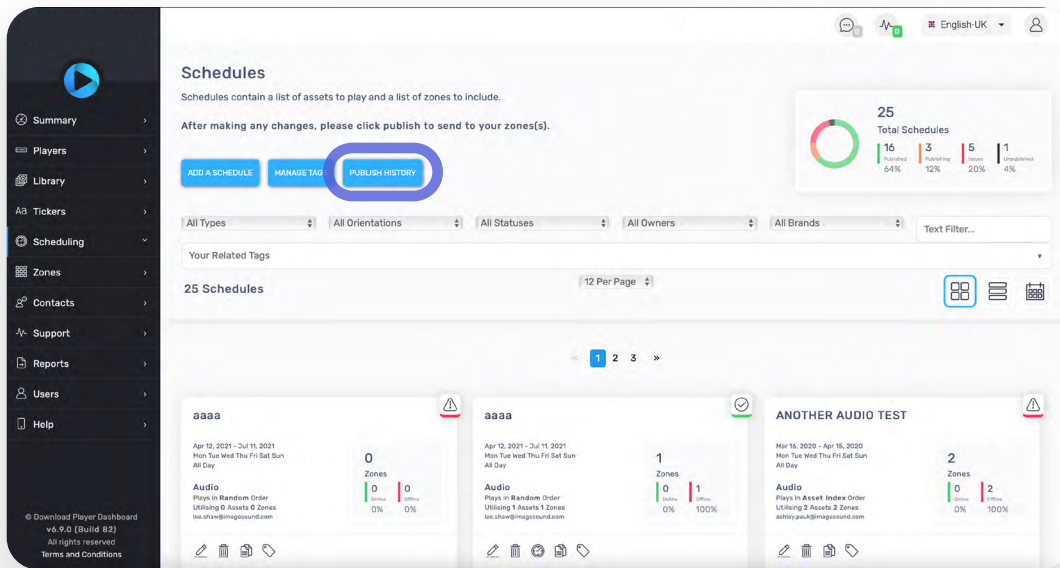 0
0
English-UK
Summary
Players
Library
Aa Tickers
Scheduling
Zones
Contacts
Support
Reports
Users
Help
© Download Player Dashboard
v6.9.0 (Build 82)
All rights reserved
Terms and Conditions
Schedules
Schedules contain a list of assets to play and a list of zones to include.
After making any changes, please click publish to send to your zones(s).
ADD A SCHEDULE
MANAGE TAG
PUBLISH HISTORY
25
Total Schedules
16
Published
64%
3
Publishing
12%
5
Issues
20%
1
Unpublished
4%
All Types
All Orientations
All Statuses
All Owners
All Brands
Text Filter...
Your Related Tags
25 Schedules
12 Per Page
« 1 2 3 »
aaaa
Apr 12, 2021 - Jul 11, 2021
Mon Tue Wed Thu Fri Sat Sun
All Day
Audio
Plays in Random Order
Utilising 0 Assets 0 Zones
lee.shaw@imagesound.com
0
Zones
0
Online
0%
0
Offline
0%
aaaa
Apr 12, 2021 - Jul 11, 2021
Mon Tue Wed Thu Fri Sat Sun
All Day
Audio
Plays in Random Order
Utilising 1 Assets 1 Zones
lee.shaw@imagesound.com
1
Zones
0
Online
0%
1
Offline
100%
ANOTHER AUDIO TEST
Mar 16, 2020 - Apr 15, 2020
Mon Tue Wed Thu Fri Sat Sun
All Day
Audio
Plays in Asset Index Order
Utilising 2 Assets 2 Zones
ashley.pauk@imagesound.com
2
Zones
0
Online
0%
2
Offline
100%